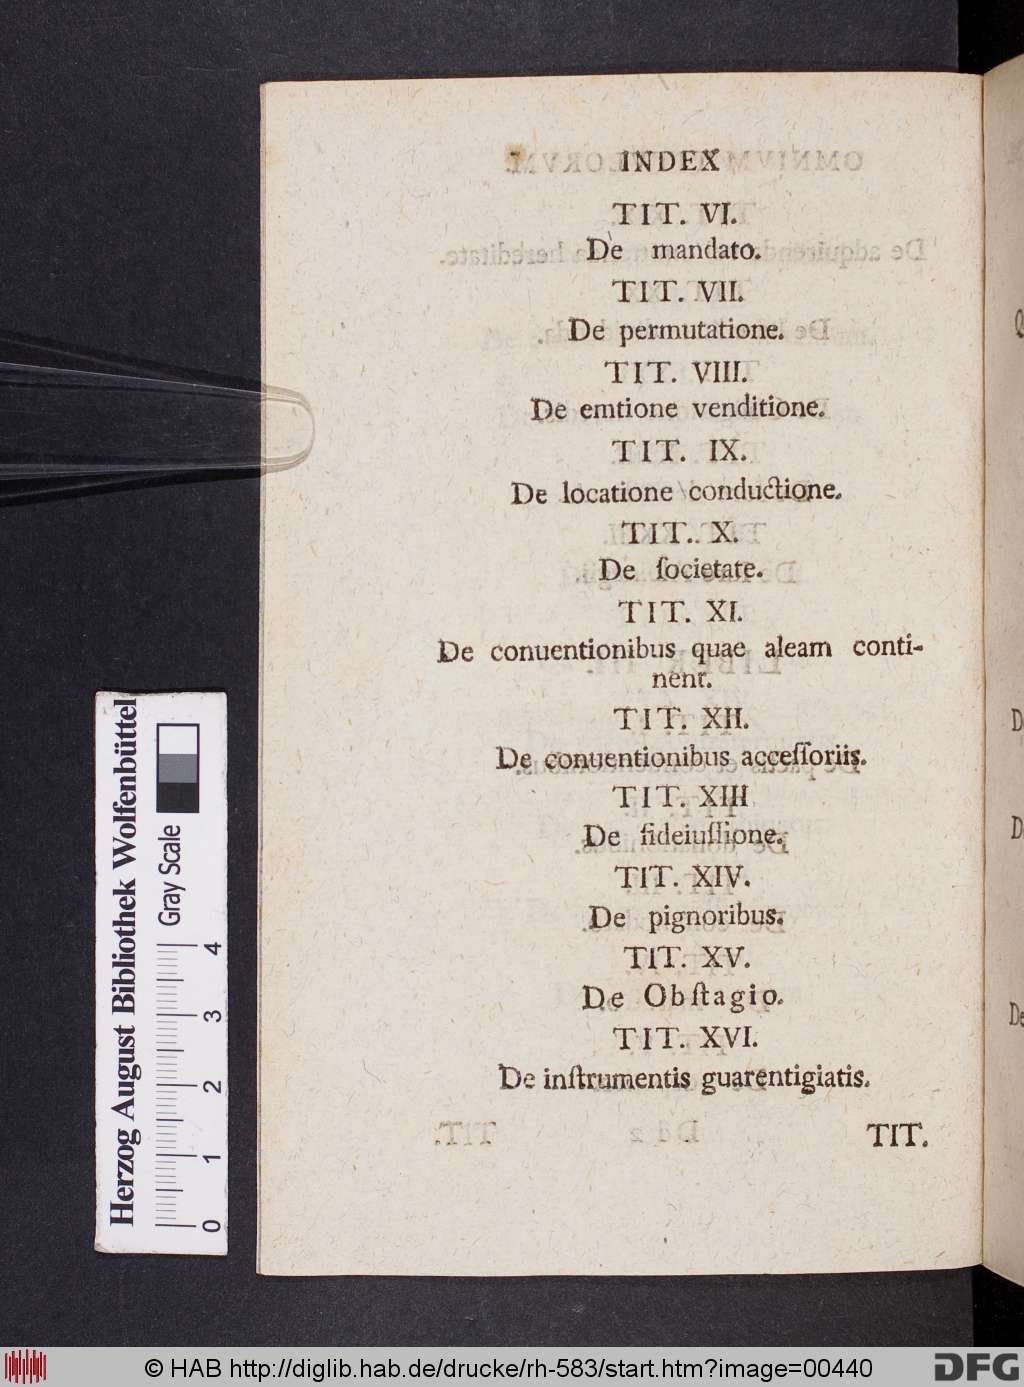 INDEX
TIT. VI.
De mandato.
TIT. VII.
De permutatione.
TIT. VIII.
De emtione venditione.
TIT. IX.
De locatione conductione.
TIT. X.
De ſocietate.
TIT. XI.
De conuentionibus quae aleam conti-
nent.
TIT. XII.
De conuentionibus acceſſoriis.
TIT. XIII
De fideiuſſione.
TIT. XIV.
De pignoribus.
TIT. XV.
De Obſtagio.
TIT. XVI.
De inſtrumentis guarentigiatis.
TIT.
Herzog August Bibliothek Wolfenbüttel
Gray Scale
0 1 2 3 4
© HAB http://diglib.hab.de/drucke/rh-583/start.htm?image=00440
DFG